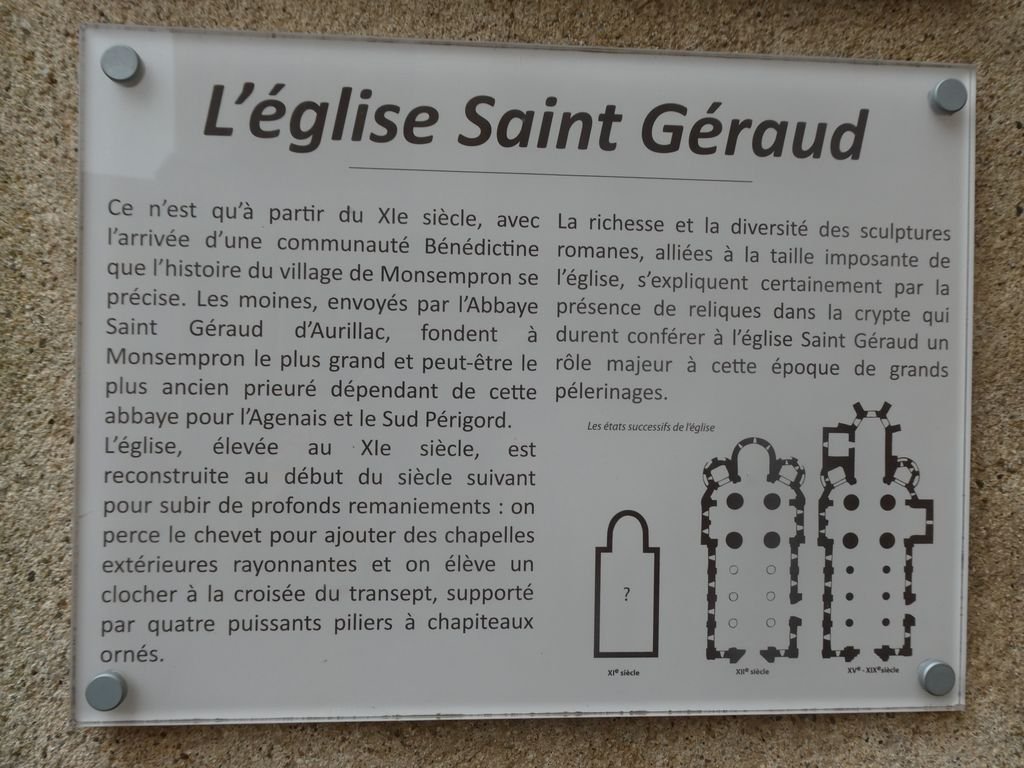 L'église Saint Géraud
Ce n'est qu'à partir du XIe siècle, avec
l'arrivée d'une communauté Bénédictine
que l'histoire du village de Monsempron se
précise. Les moines, envoyés par l'Abbaye
Saint Géraud d'Aurillac, fondent à
Monsempron le plus grand et peut-être le
plus ancien prieuré dépendant de cette
abbaye pour l'Agenais et le Sud Périgord.
L'église, élevée au XIe siècle, est
reconstruite au début du siècle suivant
pour subir de profonds remaniements : on
perce le chevet pour ajouter des chapelles
extérieures rayonnantes et on élève un
clocher à la croisée du transept, supporté
par quatre puissants piliers à chapiteaux
ornés.
La richesse et la diversité des sculptures
romanes, alliées à la taille imposante de
l'église, s'expliquent certainement par la
présence de reliques dans la crypte qui
durent conférer à l'église Saint Géraud un
rôle majeur à cette époque de grands
pélerinages.
Les états successifs de l'église
?
XIe siècle
XIIe siècle
XVe - XIXe siècle